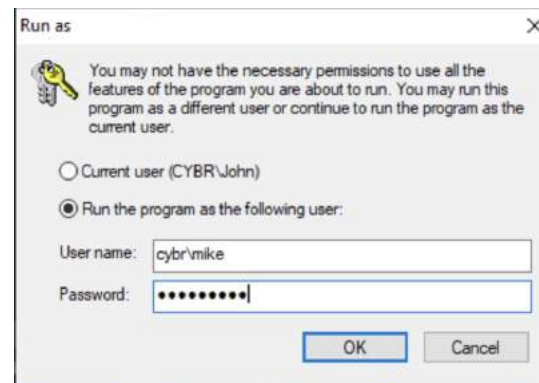 Run as
You may not have the necessary permissions to use all the
features of the program you are about to run. You may run this
program as a different user or continue to run the program as the
current user.
Current user (CYBR\John)
Run the program as the following user:
User name: cybr\mike
Password: •••••••••
OK Cancel